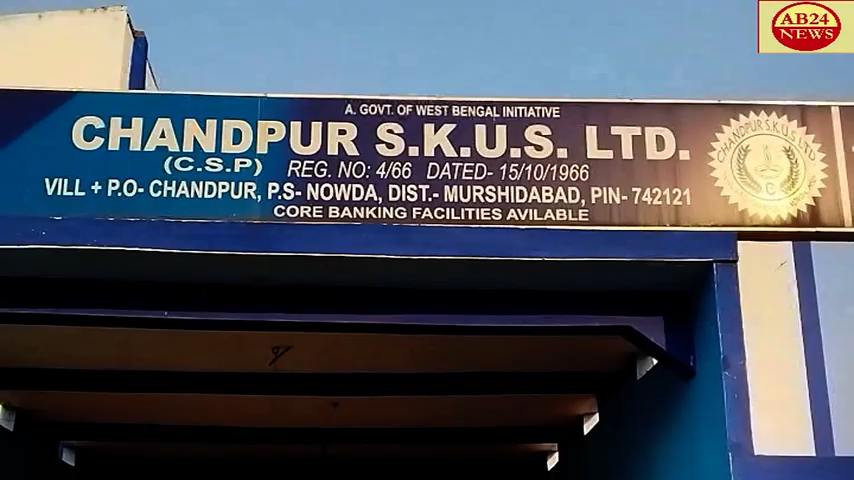 AB24
NEWS
A. GOVT. OF WEST BENGAL INITIATIVE
CHANDPUR S.K.U.S. LTD.
(C.S.P) REG. NO: 4/66 DATED- 15/10/1966
VILL + P.O- CHANDPUR, P.S- NOWDA, DIST.- MURSHIDABAD, PIN- 742121
CORE BANKING FACILITIES AVILABLE
CHANDPUR S.K.U.S LTD